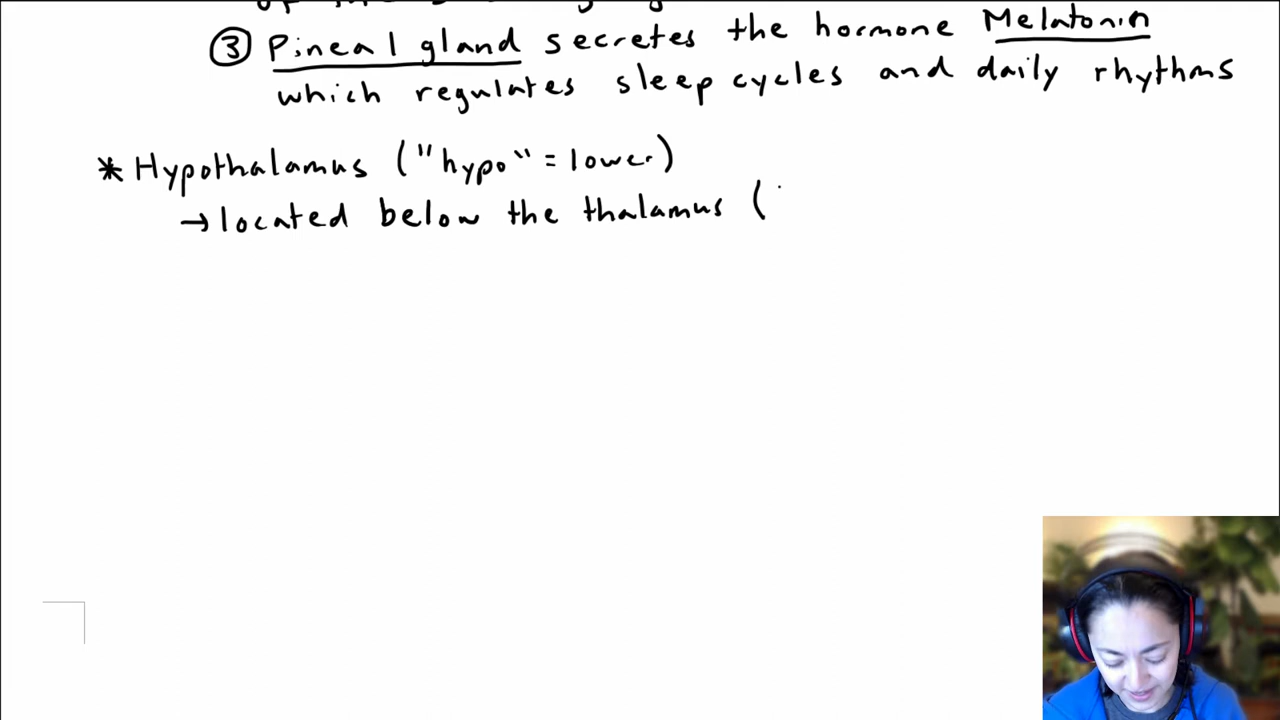 ③ Pineal gland secretes the hormone Melatonin
which regulates sleep cycles and daily rhythms
* Hypothalamus ("hypo" = lower)
→ located below the thalamus (